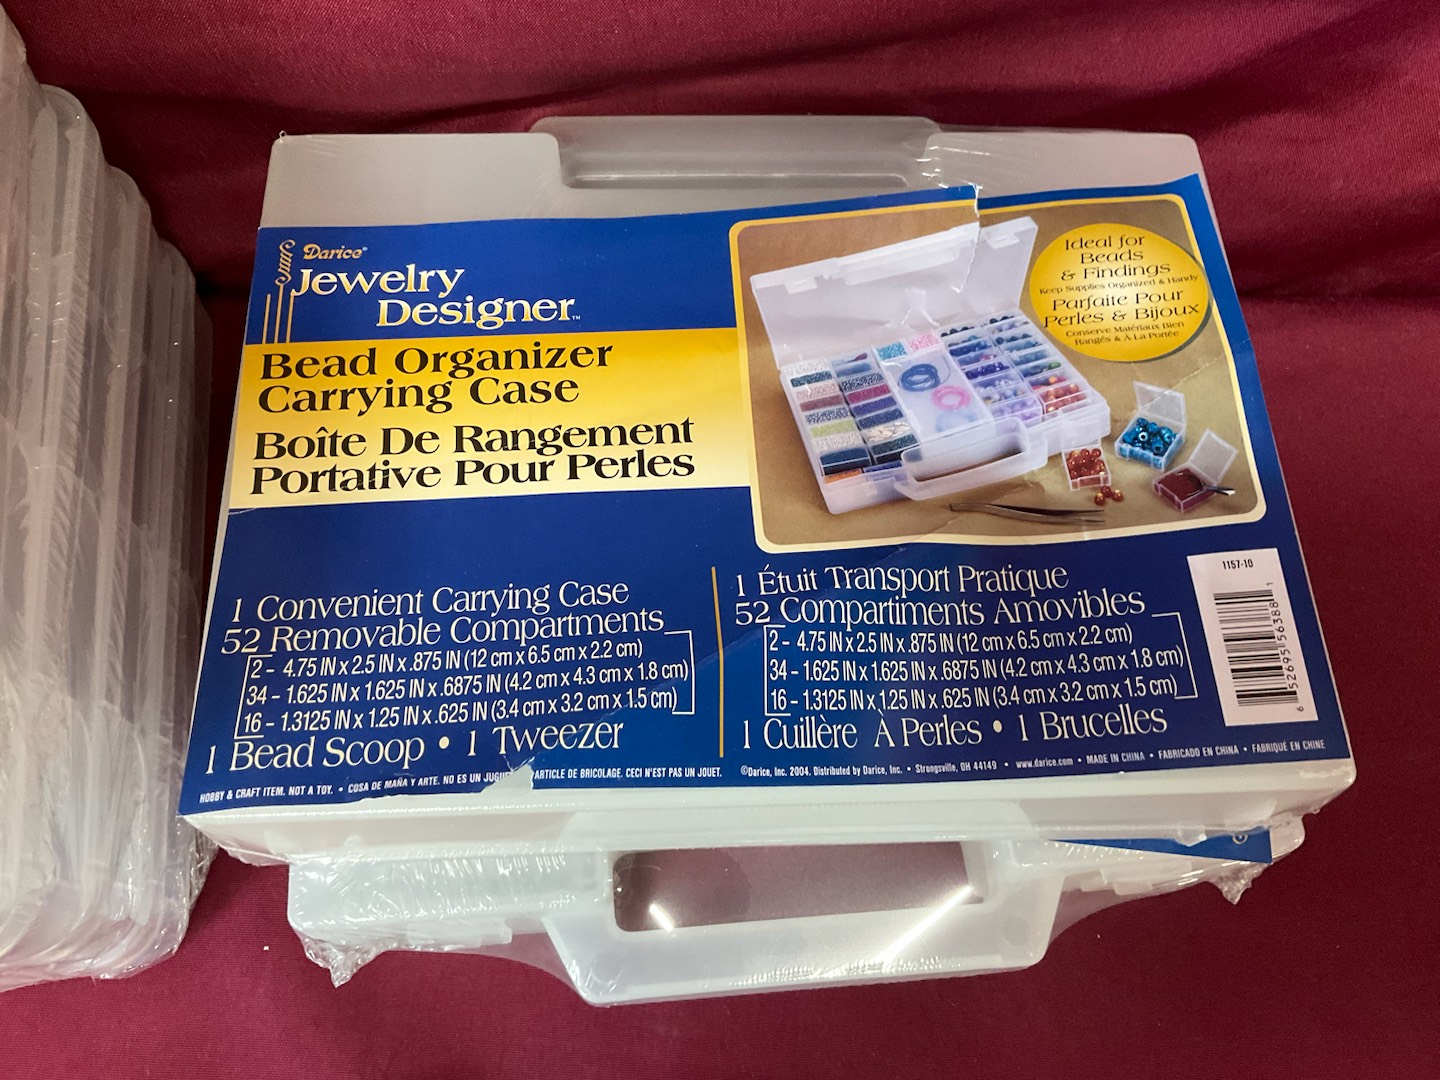 Darice®
Jewelry
Designer™
Bead Organizer
Carrying Case
Boîte De Rangement
Portative Pour Perles
Ideal for
Beads
& Findings
Keep Supplies Organized & Handy
Parfaite Pour
Perles & Bijoux
Conserve Matériaux Bien
Rangés & À La Portée
1 Convenient Carrying Case
52 Removable Compartments
2 - 4.75 IN x 2.5 IN x .875 IN (12 cm x 6.5 cm x 2.2 cm)
34 - 1.625 IN x 1.625 IN x .6875 IN (4.2 cm x 4.3 cm x 1.8 cm)
16 - 1.3125 IN x 1.25 IN x .625 IN (3.4 cm x 3.2 cm x 1.5 cm)
1 Bead Scoop • 1 Tweezer
1 Étuit Transport Pratique
52 Compartiments Amovibles
2 - 4.75 IN x 2.5 IN x .875 IN (12 cm x 6.5 cm x 2.2 cm)
34 - 1.625 IN x 1.625 IN x .6875 IN (4.2 cm x 4.3 cm x 1.8 cm)
16 - 1.3125 IN x 1.25 IN x .625 IN (3.4 cm x 3.2 cm x 1.5 cm)
1 Cuillère À Perles • 1 Brucelles
1157-10
6 52695 56388 1
HOBBY & CRAFT ITEM. NOT A TOY. • COSA DE MAÑA Y ARTE. NO ES UN JUGUE PARTICLE DE BRICOLAGE. CECI N'EST PAS UN JOUET.
©Darice, Inc. 2004. Distributed by Darice, Inc. • Strongsville, OH 44149 • www.darice.com • MADE IN CHINA • FABRICADO EN CHINA • FABRIQUÉ EN CHINE